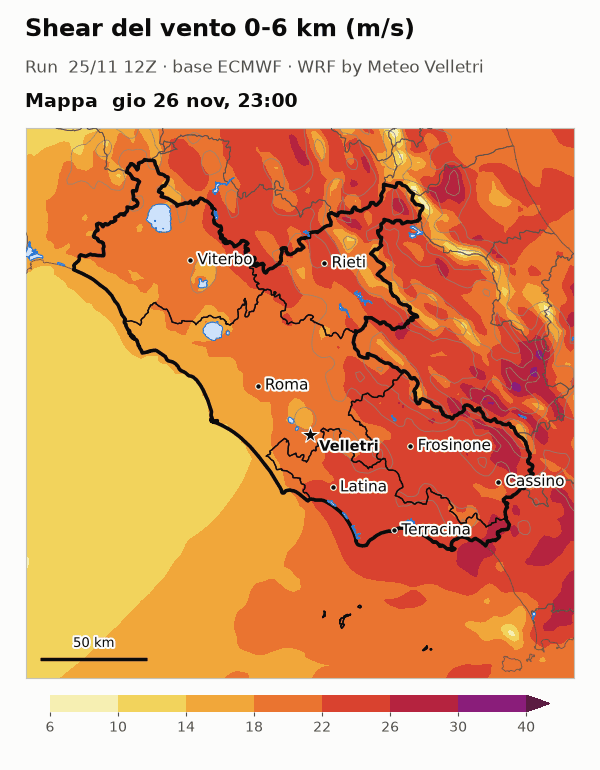 Shear del vento 0-6 km (m/s)
Run  25/11 12Z · base ECMWF · WRF by Meteo Velletri
Mappa  gio 26 nov, 23:00
Viterbo
Rieti
Roma
Velletri
Frosinone
Cassino
Latina
Terracina
50 km
6 10 14 18 22 26 30 40